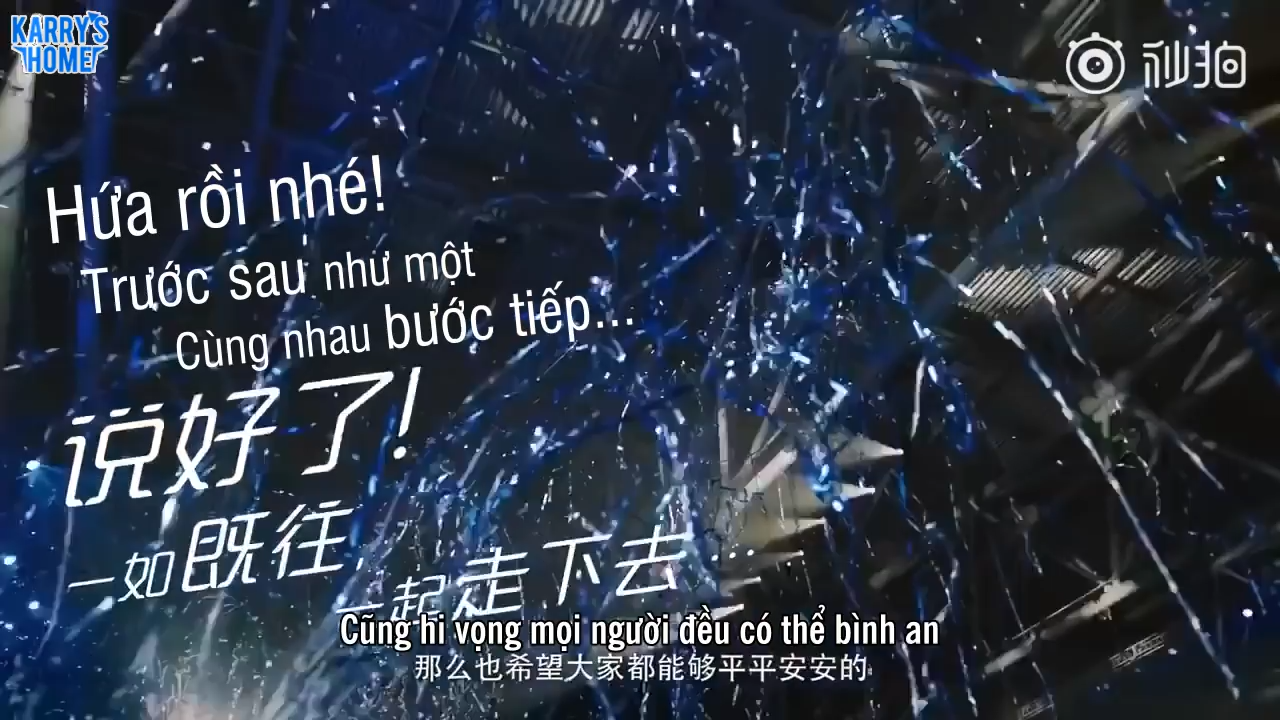 KARRY'S
HOME
秒拍
Hứa rồi nhé!
Trước sau như một
Cùng nhau bước tiếp...
说好了!
一如既往,
一起走下去...
Cũng hi vọng mọi người đều có thể bình an
那么也希望大家都能够平平安安的